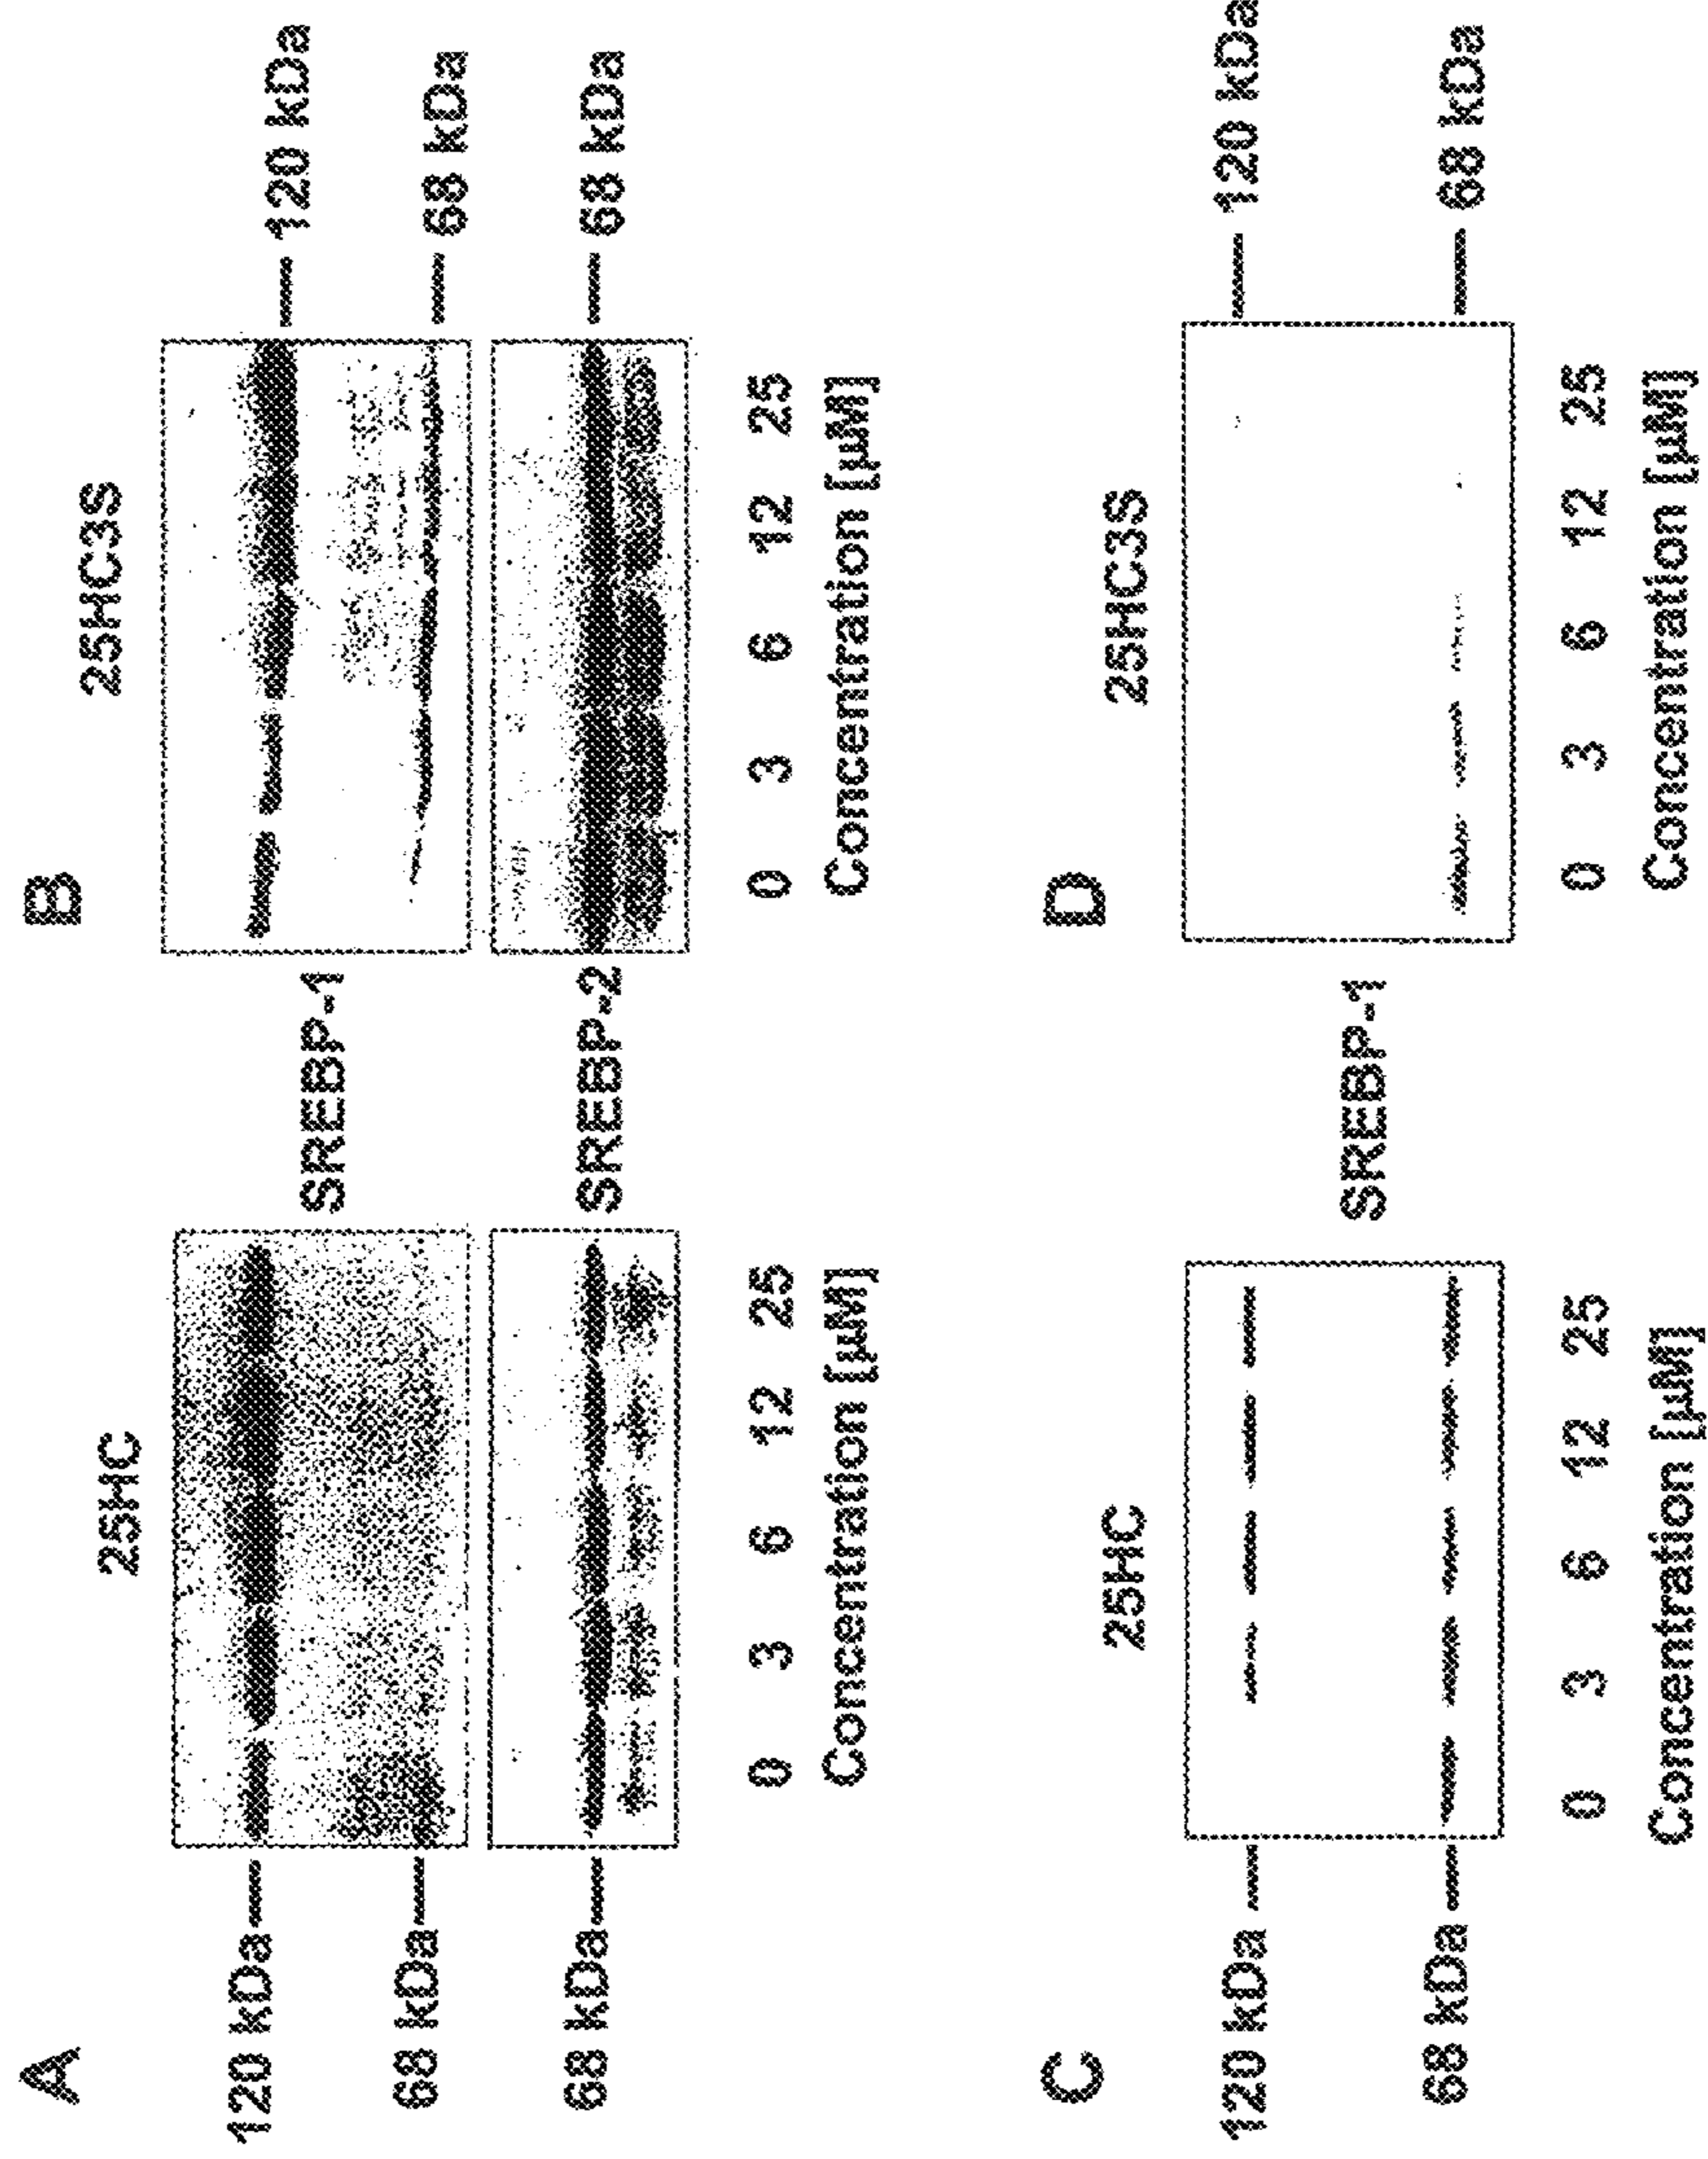 A
B
25HC
25HC3S
120 kDa
SREBP-1
120 kDa
68 kDa
68 kDa
68 kDa
SREBP-2
68 kDa
0 3 6 12 25
0 3 6 12 25
Concentration [µM]
Concentration [µM]
C
D
25HC
25HC3S
120 kDa
120 kDa
SREBP-1
68 kDa
68 kDa
0 3 6 12 25
0 3 6 12 25
Concentration [µM]
Concentration [µM]